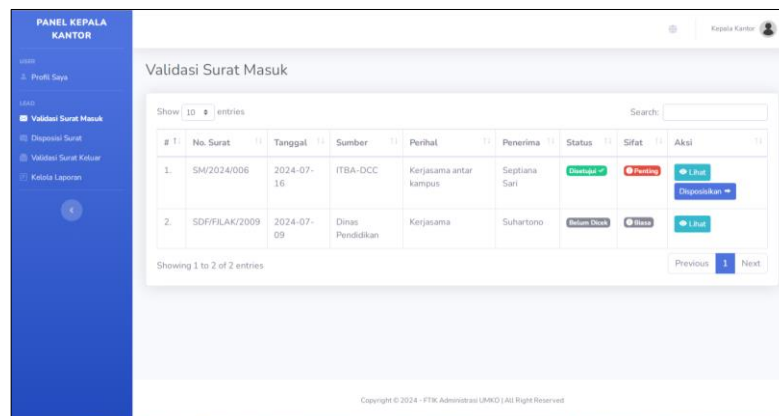 PANEL KEPALA
KANTOR
Kepala Kantor
USER
Profil Saya
LEAD
Validasi Surat Masuk
Disposisi Surat
Validasi Surat Keluar
Kelola Laporan
Validasi Surat Masuk
Show 10 entries
Search:
# No. Surat Tanggal Sumber Perihal Penerima Status Sifat Aksi
1. SM/2024/006 2024-07-16 ITBA-DCC Kerjasama antar kampus Septiana Sari Disetujui Penting Lihat
Disposisikan
2. SDF/FILAK/2009 2024-07-09 Dinas Pendidikan Kerjasama Suhartono Belum Dicek Biasa Lihat
Showing 1 to 2 of 2 entries
Previous 1 Next
Copyright © 2024 - FTIK Administrasi UMKO | All Right Reserved